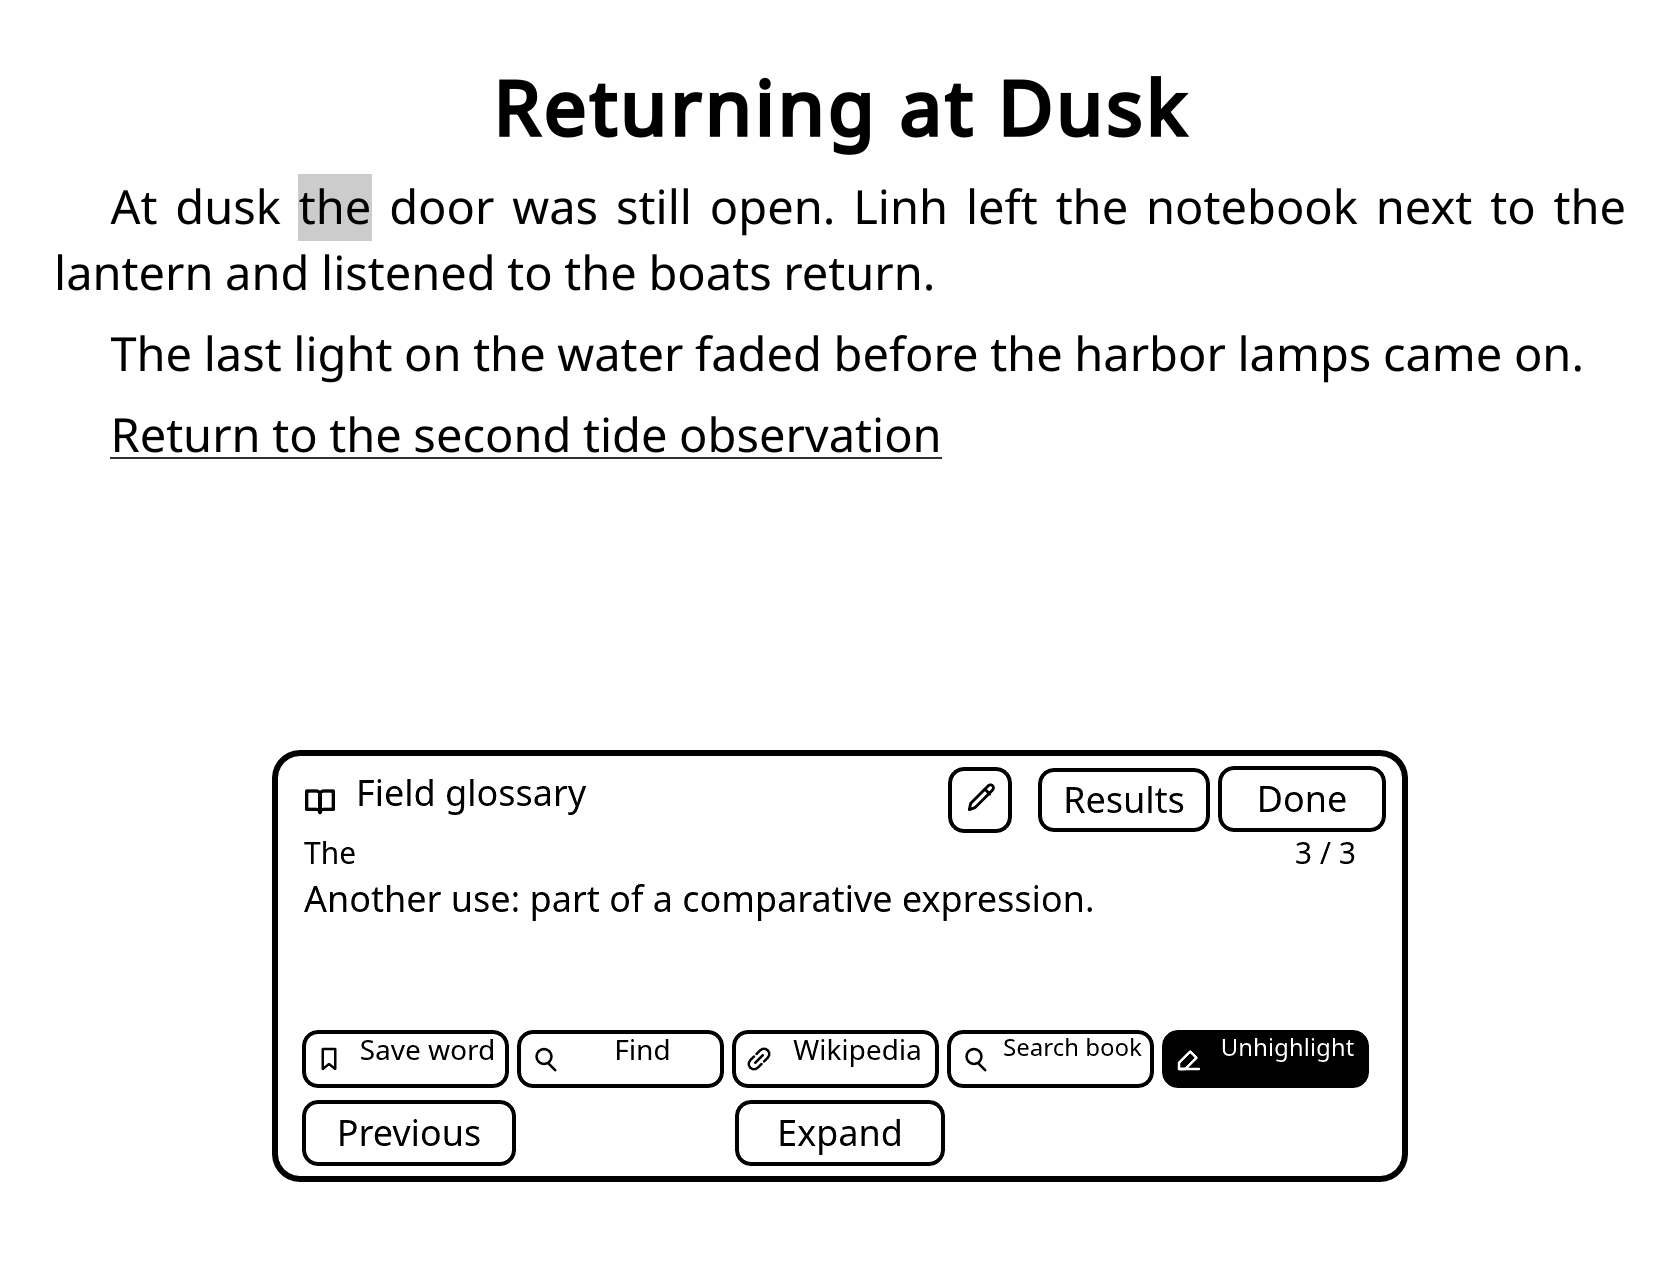 Returning at Dusk
At dusk the door was still open. Linh left the notebook next to the
lantern and listened to the boats return.
The last light on the water faded before the harbor lamps came on.
Return to the second tide observation
Field glossary
Results
Done
The
3 / 3
Another use: part of a comparative expression.
Save word
Find
Wikipedia
Search book
Unhighlight
Previous
Expand